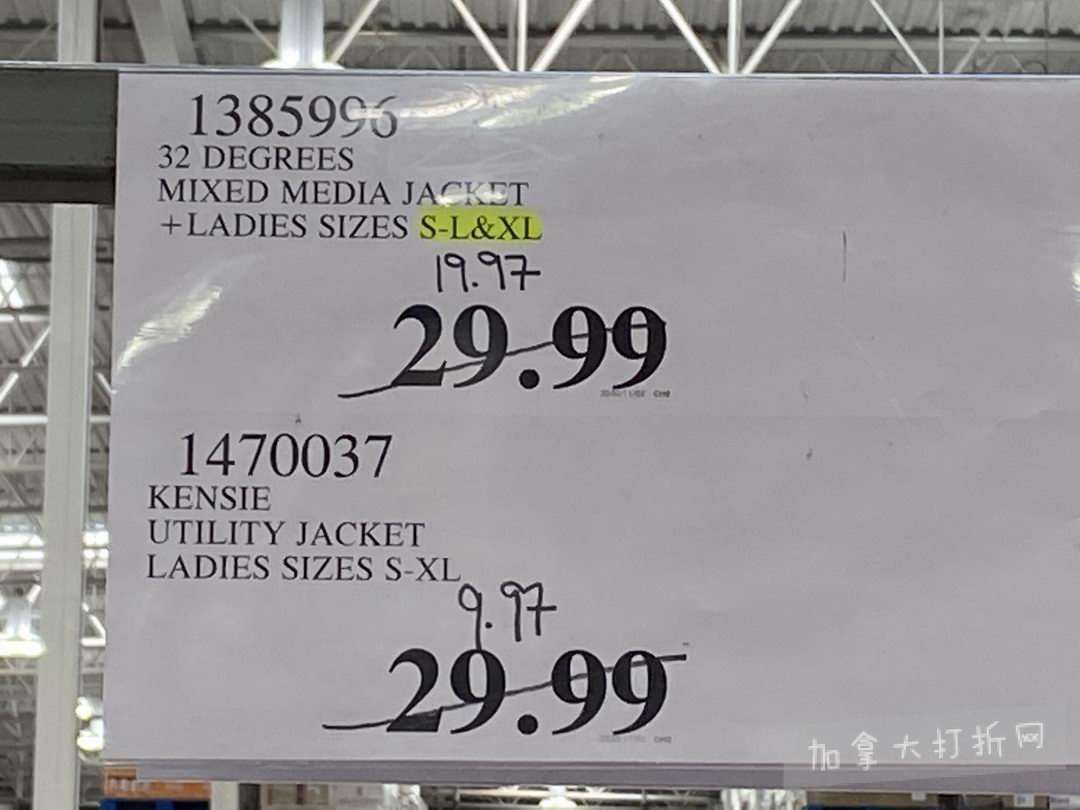 1385996
32 DEGREES
MIXED MEDIA JACKET
+LADIES SIZES S-L&XL
19.97
29.99
1470037
KENSIE
UTILITY JACKET
LADIES SIZES S-XL
9.97
29.99
加拿大打折网